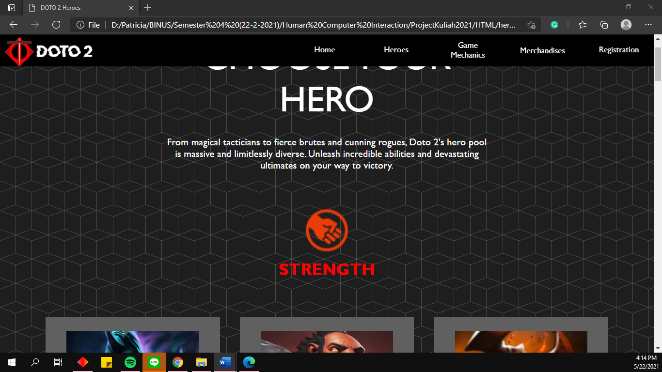 DOTO 2 Heroes
File
D:/Patricia/BINUS/Semester%204%20(22-2-2021)/Human%20Computer%20Interaction/ProjectKuliah2021/HTML/her...
DOTO 2
Home
Heroes
Game
Mechanics
Merchandises
Registration
CHOOSE YOUR
HERO
From magical tacticians to fierce brutes and cunning rogues, Doto 2's hero pool
is massive and limitlessly diverse. Unleash incredible abilities and devastating
ultimates on your way to victory.
STRENGTH
4:14 PM
5/22/2021